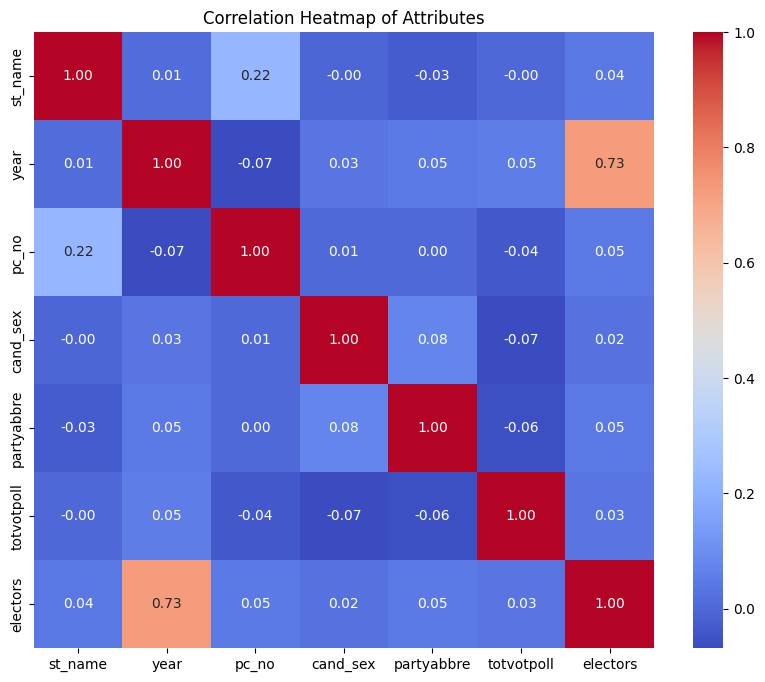 Correlation Heatmap of Attributes
st_name 1.00 0.01 0.22 -0.00 -0.03 -0.00 0.04
year 0.01 1.00 -0.07 0.03 0.05 0.05 0.73
pc_no 0.22 -0.07 1.00 0.01 0.00 -0.04 0.05
cand_sex -0.00 0.03 0.01 1.00 0.08 -0.07 0.02
partyabbre -0.03 0.05 0.00 0.08 1.00 -0.06 0.05
totvotpoll -0.00 0.05 -0.04 -0.07 -0.06 1.00 0.03
electors 0.04 0.73 0.05 0.02 0.05 0.03 1.00
st_name year pc_no cand_sex partyabbre totvotpoll electors
1.0
0.8
0.6
0.4
0.2
0.0